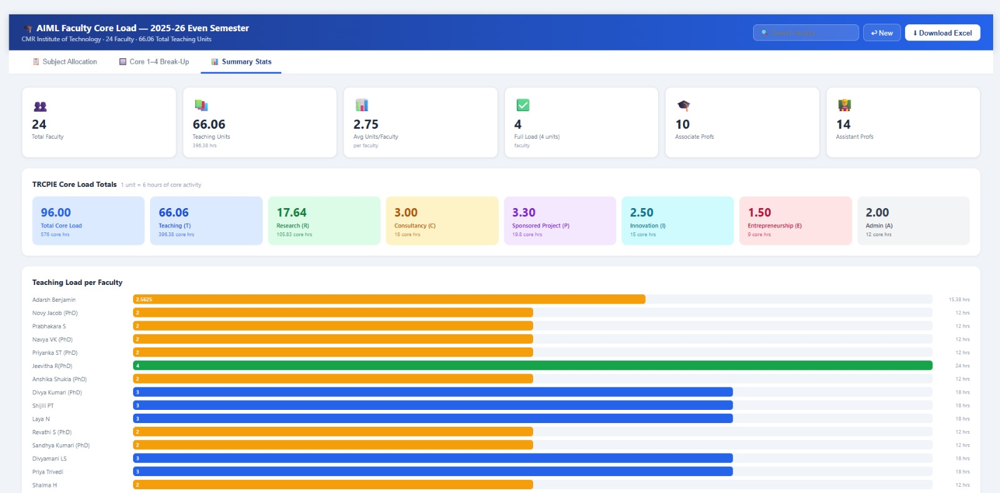 AIML Faculty Core Load — 2025-26 Even Semester
CMR Institute of Technology · 24 Faculty · 66.06 Total Teaching Units
Search faculty...
↵ New
⬇ Download Excel
Subject Allocation
Core 1–4 Break-Up
Summary Stats
24
Total Faculty
66.06
Teaching Units
396.38 hrs
2.75
Avg Units/Faculty
per faculty
4
Full Load (4 units)
faculty
10
Associate Profs
14
Assistant Profs
TRCPIE Core Load Totals 1 unit = 6 hours of core activity
96.00
Total Core Load
576 core hrs
66.06
Teaching (T)
396.38 core hrs
17.64
Research (R)
105.83 core hrs
3.00
Consultancy (C)
18 core hrs
3.30
Sponsored Project (P)
19.8 core hrs
2.50
Innovation (I)
15 core hrs
1.50
Entrepreneurship (E)
9 core hrs
2.00
Admin (A)
12 core hrs
Teaching Load per Faculty
Adarsh Benjamin 2.5625 15.38 hrs
Novy Jacob (PhD) 2 12 hrs
Prabhakara S 2 12 hrs
Navya VK (PhD) 2 12 hrs
Priyanka ST (PhD) 2 12 hrs
Jeevitha R(PhD) 4 24 hrs
Anshika Shukla (PhD) 2 12 hrs
Divya Kumari (PhD) 3 18 hrs
Shijili PT 3 18 hrs
Laya N 3 18 hrs
Revathi S (PhD) 2 12 hrs
Sandhya Kumari (PhD) 2 12 hrs
Divyamani LS 3 18 hrs
Priya Trivedi 3 18 hrs
Shalma H 2 12 hrs